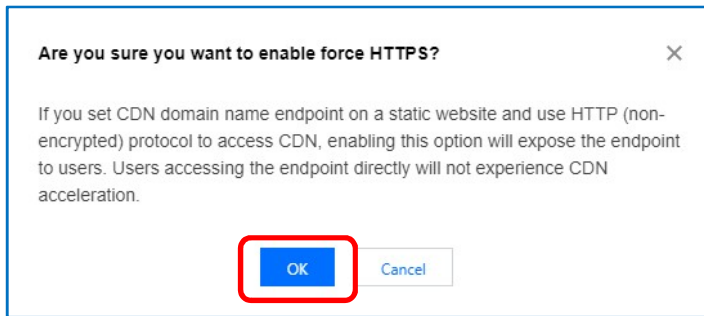 Are you sure you want to enable force HTTPS?
If you set CDN domain name endpoint on a static website and use HTTP (non-
encrypted) protocol to access CDN, enabling this option will expose the endpoint
to users. Users accessing the endpoint directly will not experience CDN
acceleration.
OK Cancel